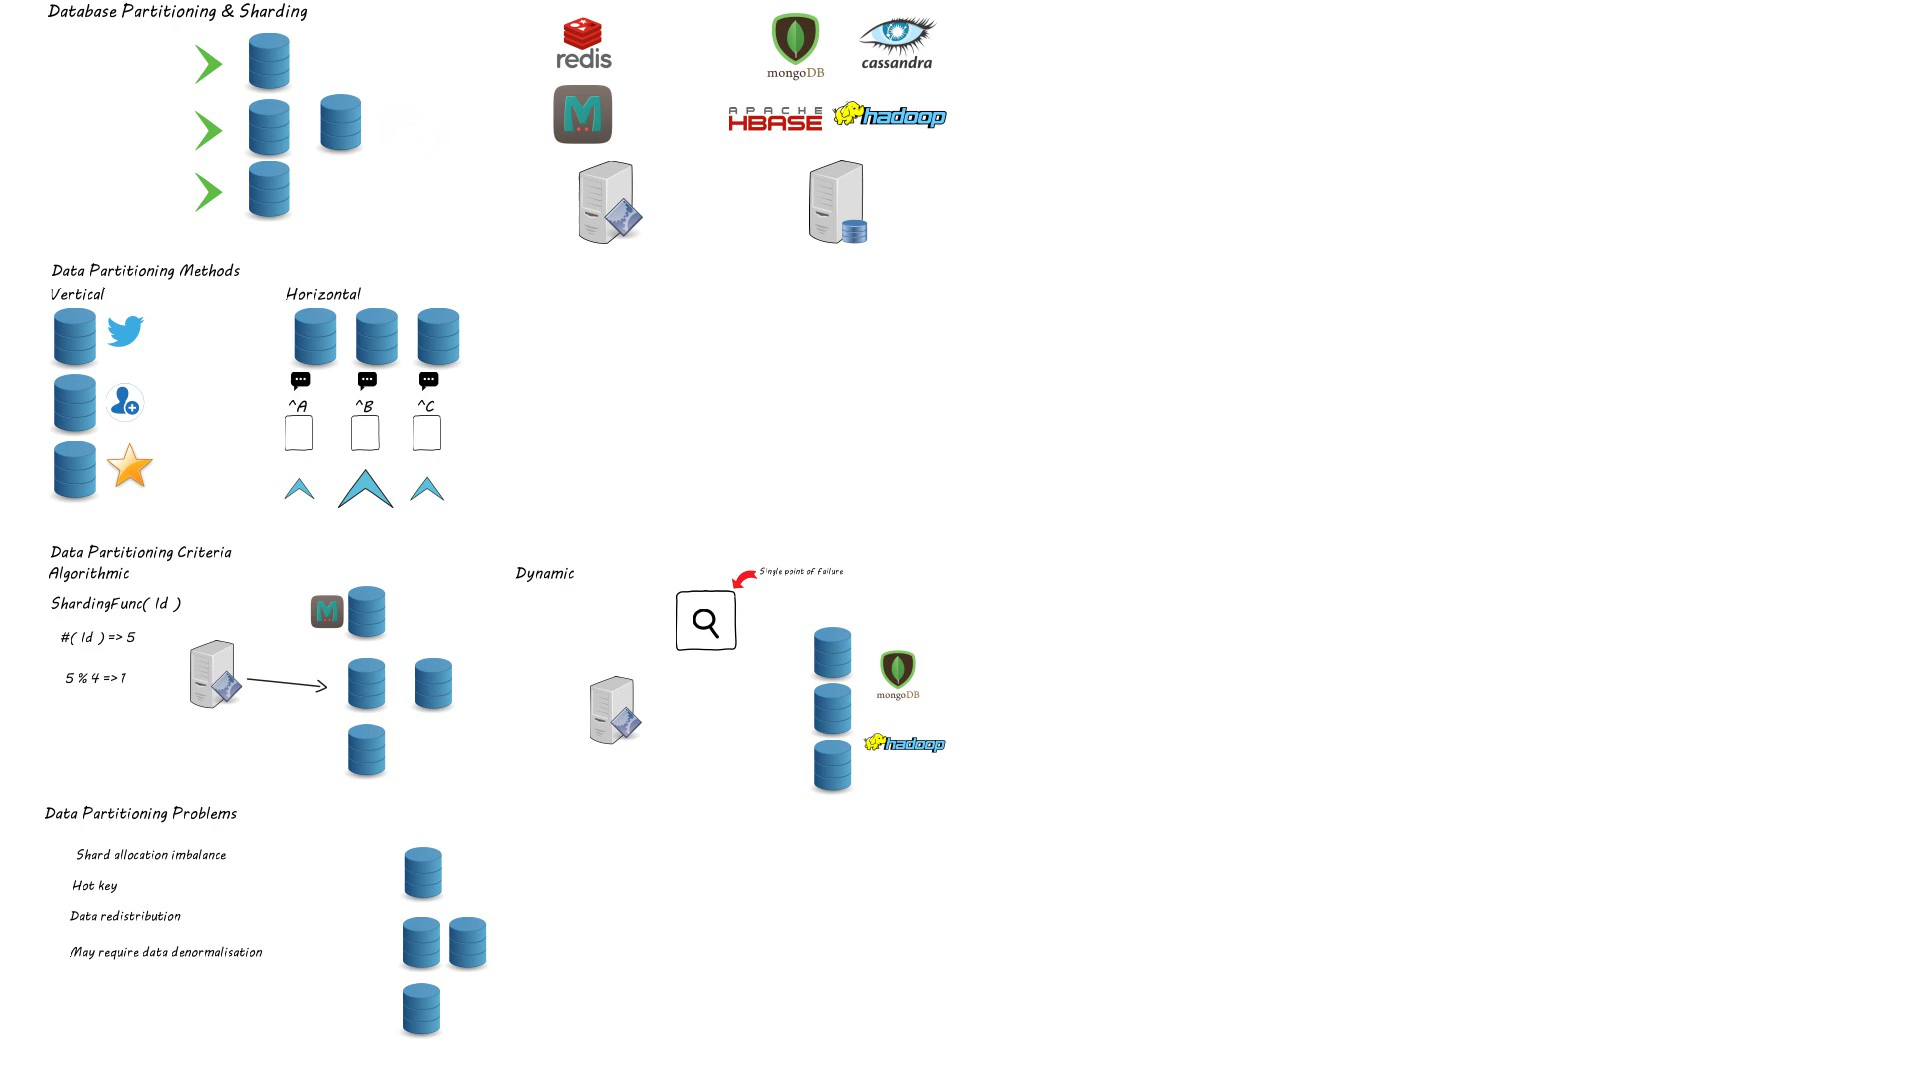 Database Partitioning & Sharding
redis
mongoDB
cassandra
M
APACHE
HBASE
hadoop
Data Partitioning Methods
Vertical
Horizontal
^A
^B
^C
Data Partitioning Criteria
Algorithmic
ShardingFunc( Id )
#( Id ) => 5
5 % 4 => 1
M
Dynamic
Single point of failure
mongoDB
hadoop
Data Partitioning Problems
Shard allocation imbalance
Hot key
Data redistribution
May require data denormalisation